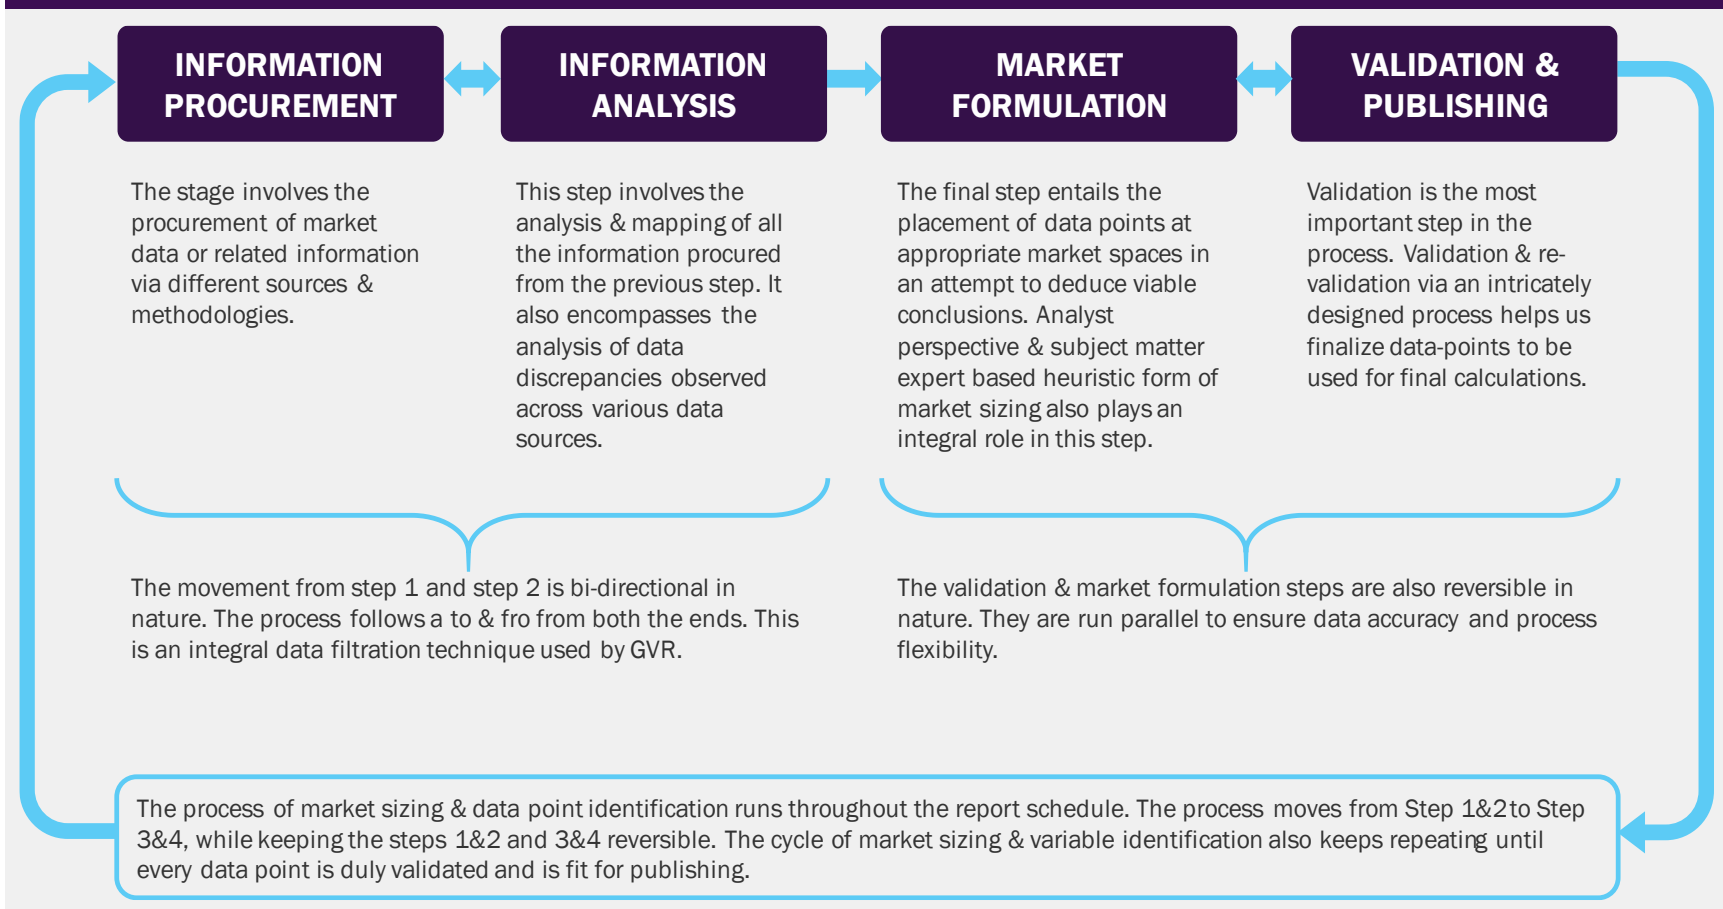 INFORMATION
PROCUREMENT
INFORMATION
ANALYSIS
MARKET
FORMULATION
VALIDATION &
PUBLISHING
The stage involves the
procurement of market
data or related information
via different sources &
methodologies.
This step involves the
analysis & mapping of all
the information procured
from the previous step. It
also encompasses the
analysis of data
discrepancies observed
across various data
sources.
The final step entails the
placement of data points at
appropriate market spaces in
an attempt to deduce viable
conclusions. Analyst
perspective & subject matter
expert based heuristic form of
market sizing also plays an
integral role in this step.
Validation is the most
important step in the
process. Validation & re-
validation via an intricately
designed process helps us
finalize data-points to be
used for final calculations.
The movement from step 1 and step 2 is bi-directional in
nature. The process follows a to & fro from both the ends. This
is an integral data filtration technique used by GVR.
The validation & market formulation steps are also reversible in
nature. They are run parallel to ensure data accuracy and process
flexibility.
The process of market sizing & data point identification runs throughout the report schedule. The process moves from Step 1&2 to Step
3&4, while keeping the steps 1&2 and 3&4 reversible. The cycle of market sizing & variable identification also keeps repeating until
every data point is duly validated and is fit for publishing.